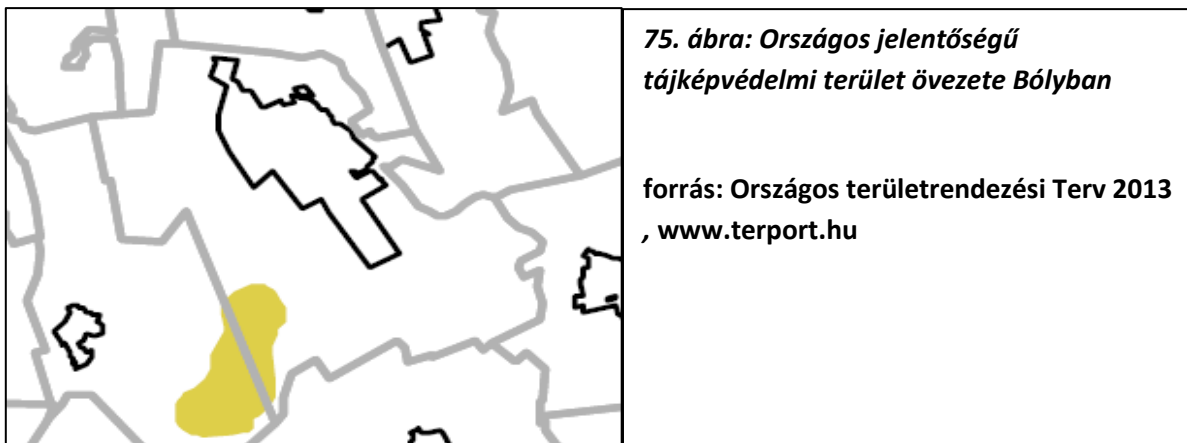 75. ábra: Országos jelentőségű
tájképvédelmi terület övezete Bólyban
forrás: Országos területrendezési Terv 2013
, www.terport.hu